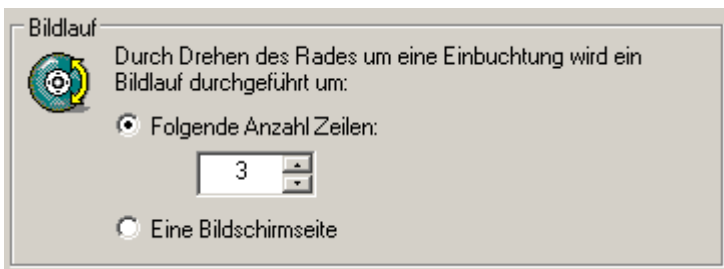 Bildlauf
Durch Drehen des Rades um eine Einbuchtung wird ein
Bildlauf durchgeführt um:
Folgende Anzahl Zeilen:
3
Eine Bildschirmseite